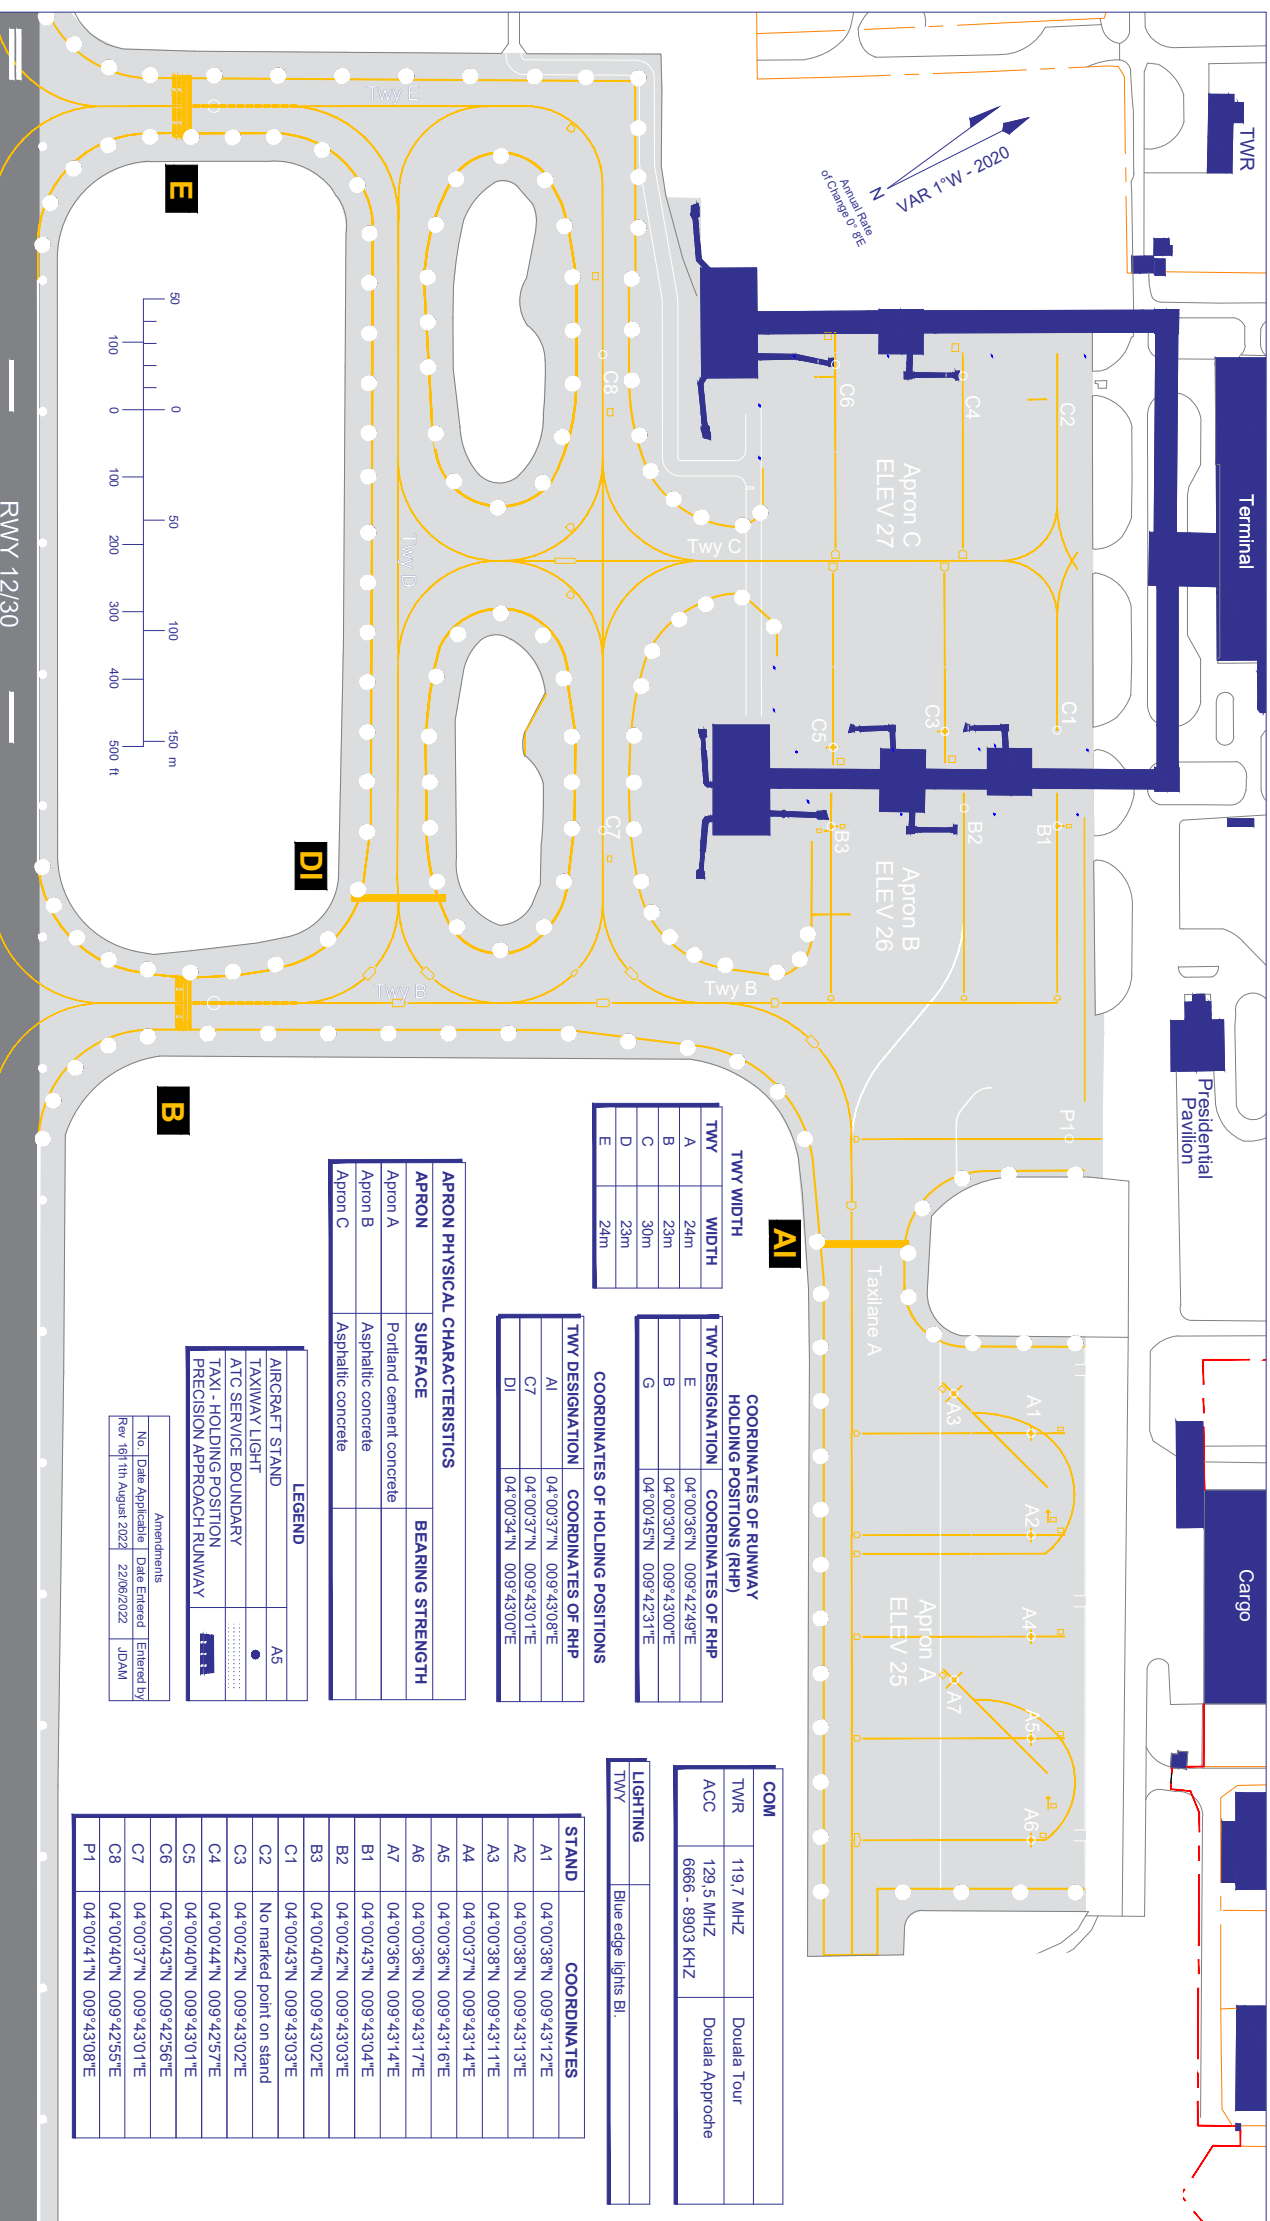 TWR
Terminal
Presidential
Pavilion
Cargo
VAR 1°W - 2020
N
Annual Rate
of Change 0° 8'E
C2
C4
C6
Apron C
ELEV 27
C1
C3
C5
B1
B2
B3
Apron B
ELEV 26
P1
A1
A2
A3
A4
A5
A6
A7
Apron A
ELEV 25
Taxilane A
AI
Twy E
C8
Twy C
Twy D
C7
Twy B
Twy B
E
DI
B
RWY 12/30
50 0 50 100 150 m
100 0 100 200 300 400 500 ft
TWY WIDTH
TWY WIDTH
A 24m
B 23m
C 30m
D 23m
E 24m
COORDINATES OF RUNWAY
HOLDING POSITIONS (RHP)
TWY DESIGNATION COORDINATES OF RHP
E 04°00'36"N 009°42'49"E
B 04°00'30"N 009°43'00"E
G 04°00'45"N 009°42'31"E
COORDINATES OF HOLDING POSITIONS
TWY DESIGNATION COORDINATES OF RHP
AI 04°00'37"N 009°43'08"E
C7 04°00'37"N 009°43'01"E
DI 04°00'34"N 009°43'00"E
APRON PHYSICAL CHARACTERISTICS
APRON SURFACE BEARING STRENGTH
Apron A Portland cement concrete
Apron B Asphaltic concrete
Apron C Asphaltic concrete
LEGEND
AIRCRAFT STAND A5
TAXIWAY LIGHT
ATC SERVICE BOUNDARY
TAXI - HOLDING POSITION
PRECISION APPROACH RUNWAY
Amendments
No. Date Applicable Date Entered Entered by
Rev 16 11th August 2022 22/06/2022 JDAM
COM
TWR 119,7 MHZ Douala Tour
ACC 129,5 MHZ Douala Approche
6666 - 8903 KHZ
LIGHTING
TWY Blue edge lights BI.
STAND COORDINATES
A1 04°00'38"N 009°43'12"E
A2 04°00'38"N 009°43'13"E
A3 04°00'38"N 009°43'11"E
A4 04°00'37"N 009°43'14"E
A5 04°00'36"N 009°43'16"E
A6 04°00'36"N 009°43'17"E
A7 04°00'36"N 009°43'14"E
B1 04°00'43"N 009°43'04"E
B2 04°00'42"N 009°43'03"E
B3 04°00'40"N 009°43'02"E
C1 04°00'43"N 009°43'03"E
C2 No marked point on stand
C3 04°00'42"N 009°43'02"E
C4 04°00'44"N 009°42'57"E
C5 04°00'40"N 009°43'01"E
C6 04°00'43"N 009°42'56"E
C7 04°00'37"N 009°43'01"E
C8 04°00'40"N 009°42'55"E
P1 04°00'41"N 009°43'08"E